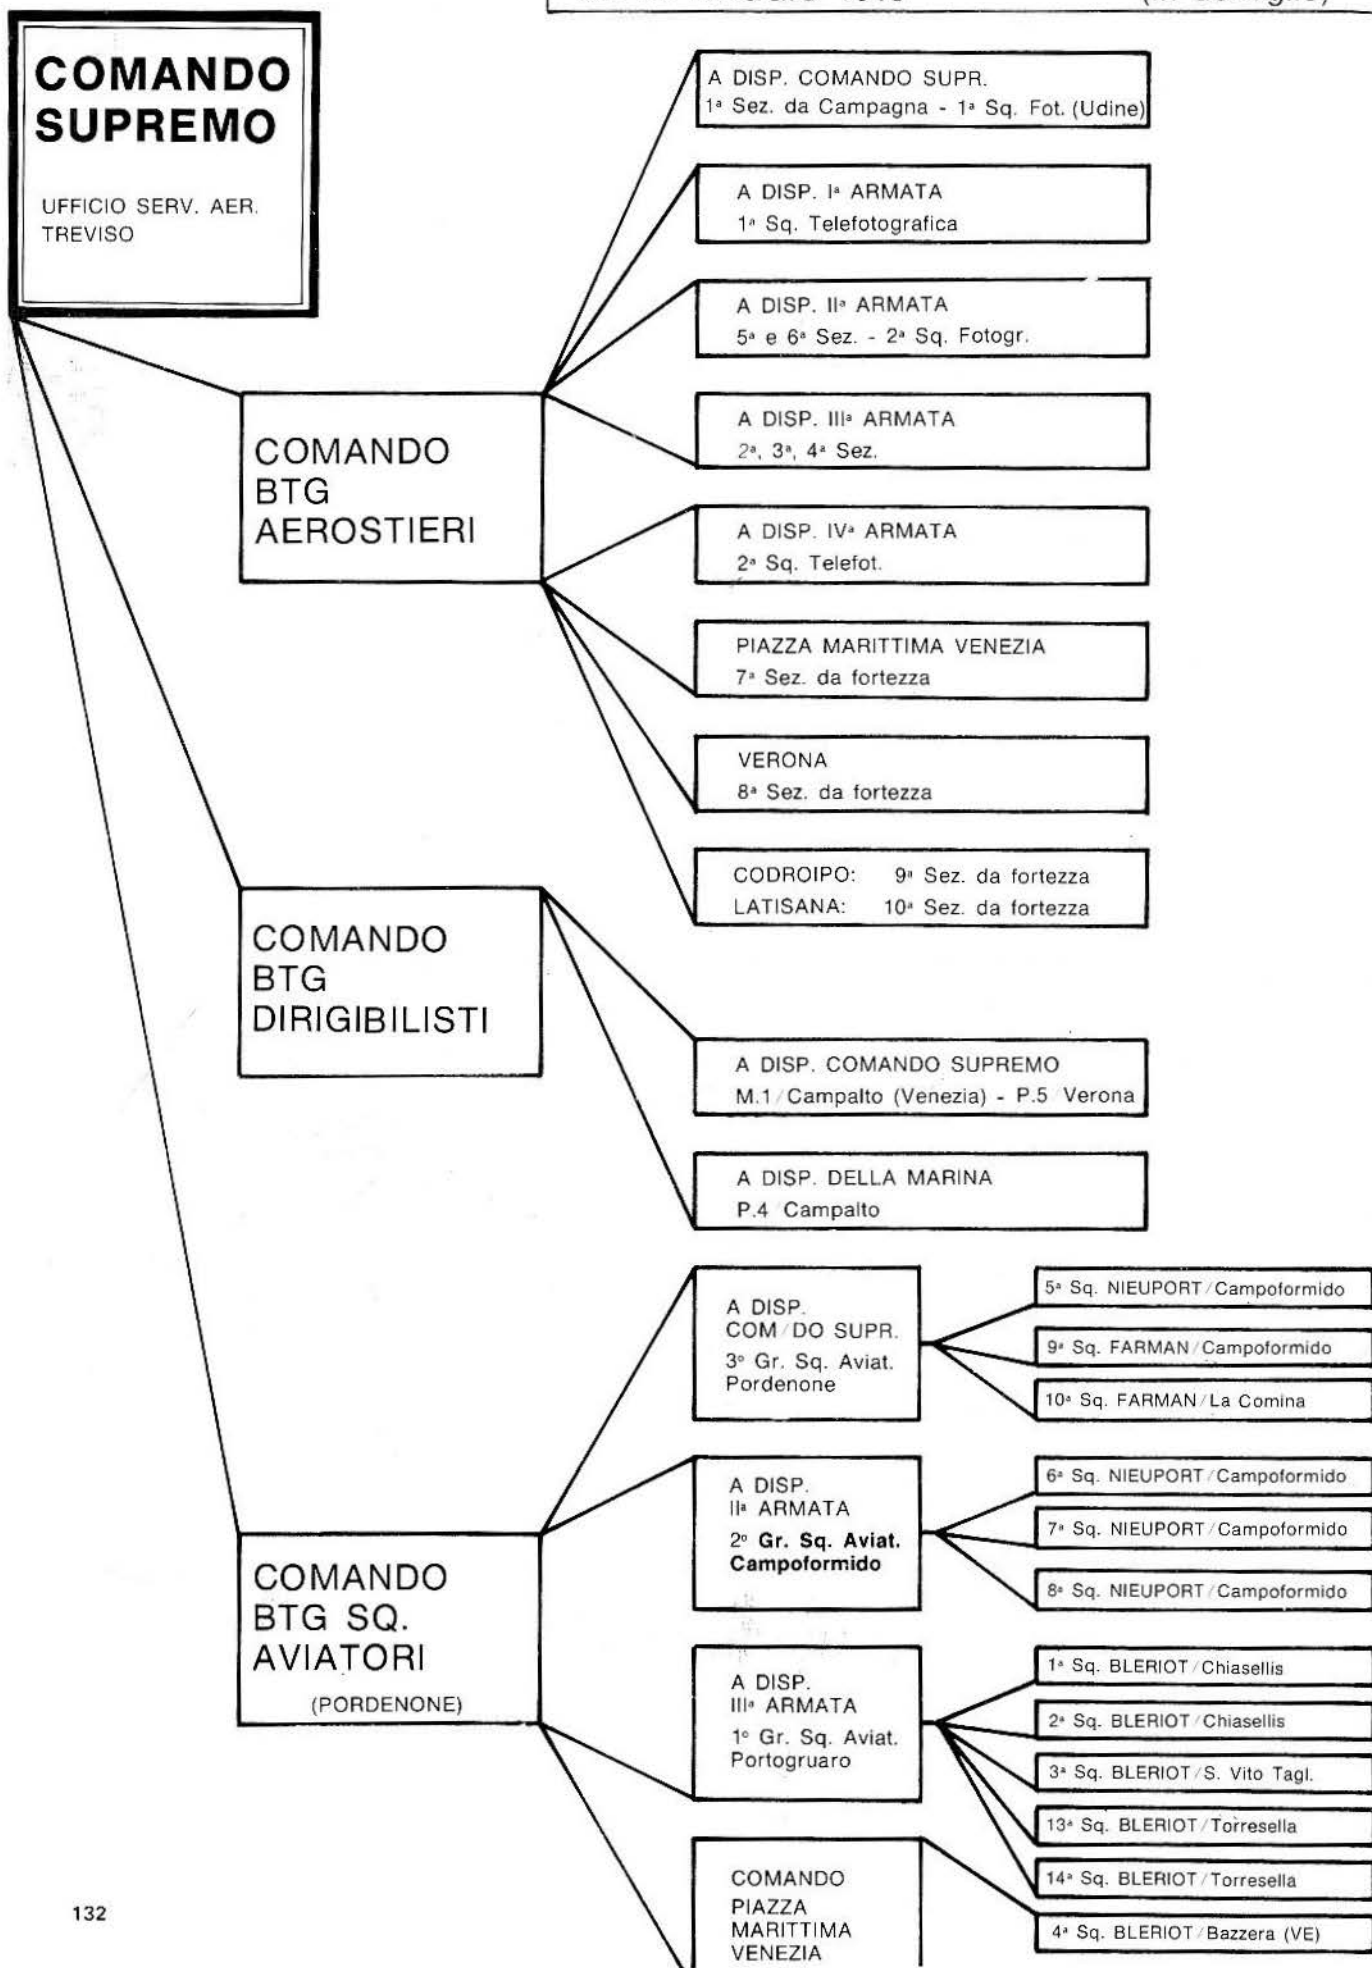 COMANDO
SUPREMO
UFFICIO SERV. AER.
TREVISO
A DISP. COMANDO SUPR.
1ª Sez. da Campagna - 1ª Sq. Fot. (Udine)
A DISP. Iª ARMATA
1ª Sq. Telefotografica
A DISP. IIª ARMATA
5ª e 6ª Sez. - 2ª Sq. Fotogr.
A DISP. IIIª ARMATA
2ª, 3ª, 4ª Sez.
COMANDO
BTG
AEROSTIERI
A DISP. IVª ARMATA
2ª Sq. Telefot.
PIAZZA MARITTIMA VENEZIA
7ª Sez. da fortezza
VERONA
8ª Sez. da fortezza
CODROIPO: 9ª Sez. da fortezza
LATISANA: 10ª Sez. da fortezza
COMANDO
BTG
DIRIGIBILISTI
A DISP. COMANDO SUPREMO
M.1/Campalto (Venezia) - P.5/Verona
A DISP. DELLA MARINA
P.4/Campalto
COMANDO
BTG SQ.
AVIATORI
(PORDENONE)
A DISP.
COM/DO SUPR.
3º Gr. Sq. Aviat.
Pordenone
5ª Sq. NIEUPORT/Campoformido
9ª Sq. FARMAN/Campoformido
10ª Sq. FARMAN/La Comina
A DISP.
IIª ARMATA
2º Gr. Sq. Aviat.
Campoformido
6ª Sq. NIEUPORT/Campoformido
7ª Sq. NIEUPORT/Campoformido
8ª Sq. NIEUPORT/Campoformido
A DISP.
IIIª ARMATA
1º Gr. Sq. Aviat.
Portogruaro
1ª Sq. BLERIOT/Chiasellis
2ª Sq. BLERIOT/Chiasellis
3ª Sq. BLERIOT/S. Vito Tagl.
13ª Sq. BLERIOT/Torresella
14ª Sq. BLERIOT/Torresella
COMANDO
PIAZZA
MARITTIMA
VENEZIA
4ª Sq. BLERIOT/Bazzera (VE)
132